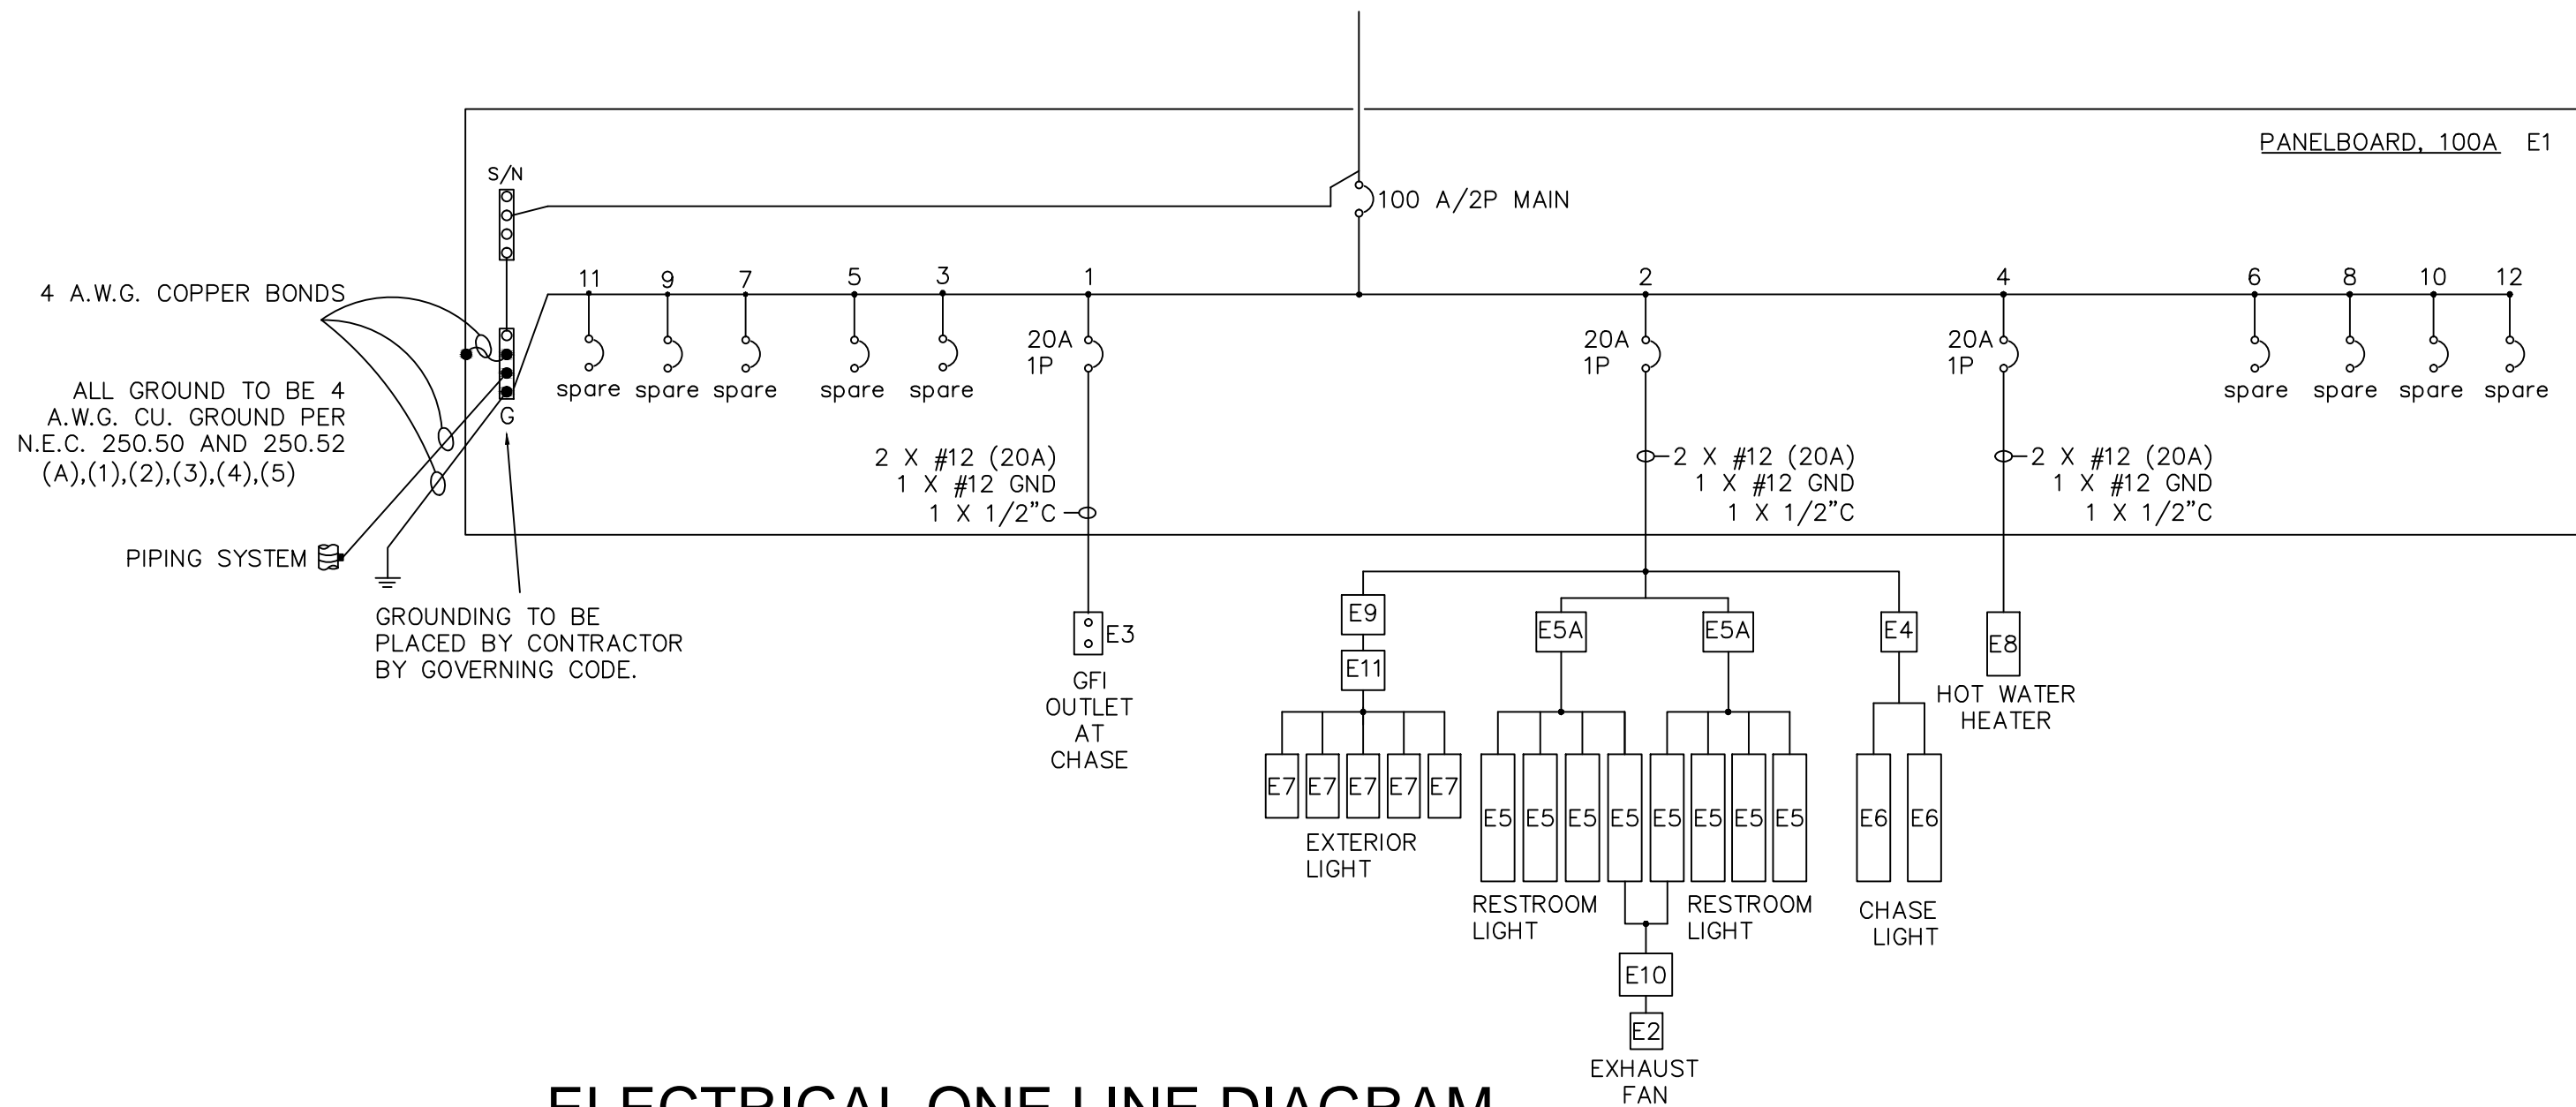 PANELBOARD, 100A E1
S/N
100 A/2P MAIN
4 A.W.G. COPPER BONDS
11 9 7 5 3 1 2 4 6 8 10 12
spare spare spare spare spare
20A
1P
20A
1P
20A
1P
spare spare spare spare
ALL GROUND TO BE 4
A.W.G. CU. GROUND PER
N.E.C. 250.50 AND 250.52
(A),(1),(2),(3),(4),(5)
G
2 X #12 (20A)
1 X #12 GND
1 X 1/2"C
2 X #12 (20A)
1 X #12 GND
1 X 1/2"C
2 X #12 (20A)
1 X #12 GND
1 X 1/2"C
PIPING SYSTEM
GROUNDING TO BE
PLACED BY CONTRACTOR
BY GOVERNING CODE.
E3
GFI
OUTLET
AT
CHASE
E9
E11
E7 E7 E7 E7 E7
EXTERIOR
LIGHT
E5A E5A
E5 E5 E5 E5 E5 E5 E5 E5
RESTROOM
LIGHT
RESTROOM
LIGHT
E10
E2
EXHAUST
FAN
E4
E6 E6
CHASE
LIGHT
E8
HOT WATER
HEATER
ELECTRICAL ONE LINE DIAGRAM